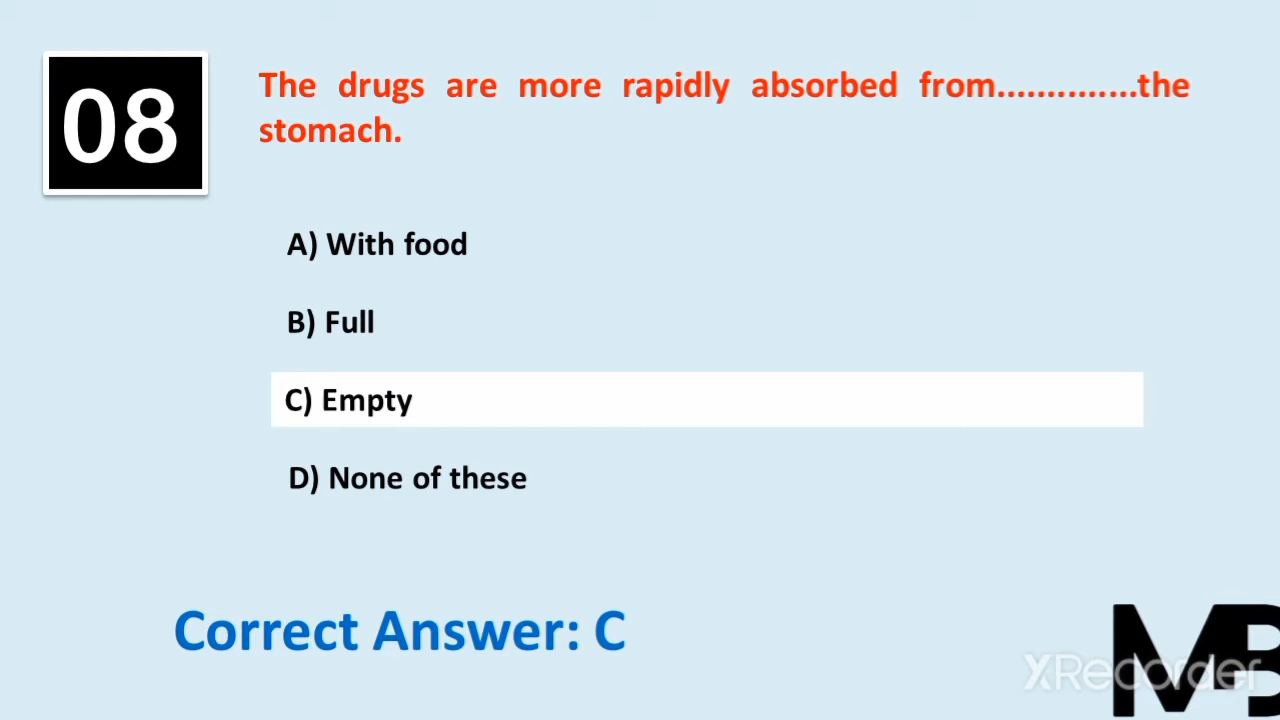 08
The drugs are more rapidly absorbed from..............the
stomach.
A) With food
B) Full
C) Empty
D) None of these
Correct Answer: C
MB
XRecorder